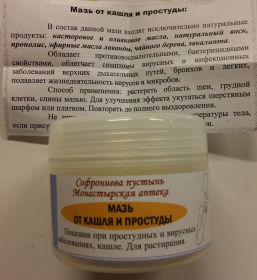 Мазь от кашля и простуды:
В состав данной мази входят исключительно натуральные
продукты: касторовое и оливковое масла, натуральный воск,
прополис, эфирные масла лаванды, чайного дерева, эвкалипта.
Обладает противовоспалительными, бактерицидными
свойствами, облегчает симптомы вирусных и инфекционных
заболеваний верхних дыхательных путей, бронхов и легких,
подавляет жизнедеятельность вирусов и микробов.
Способ применения: растереть область шеи, грудной
клетки, спины мазью. Для улучшения эффекта укутаться шерстяным
шарфом или платком. Повторять до полного выздоровления.
Не температуры тела,
если
Софрониева пустынь
Монастырская аптека
МАЗЬ
ОТ КАШЛЯ И ПРОСТУДЫ
Показана при простудных и вирусных
заболеваниях, кашле. Для растирания.